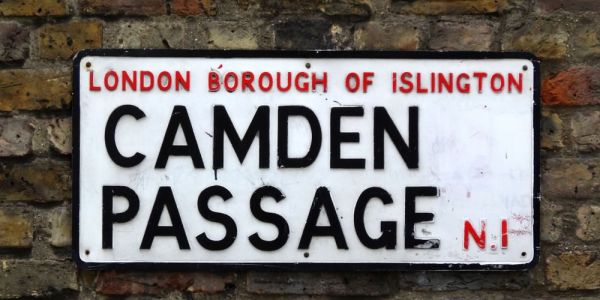 LONDON BOROUGH OF ISLINGTON
CAMDEN
PASSAGE N.1